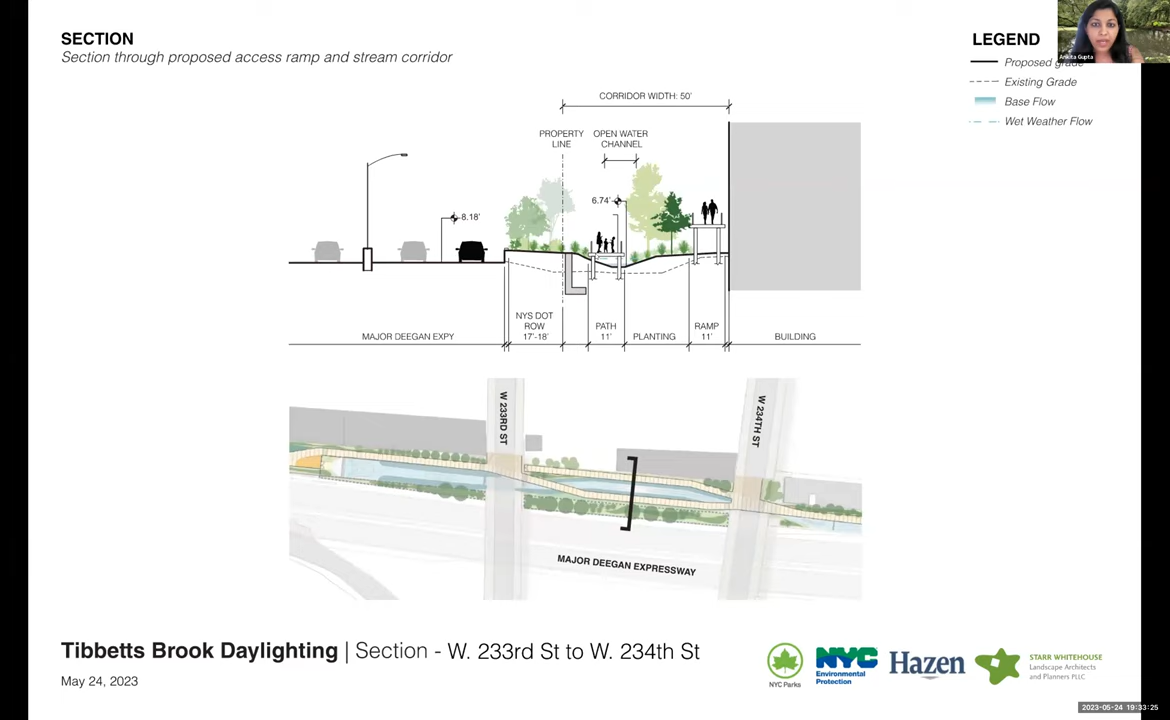 SECTION
Section through proposed access ramp and stream corridor
LEGEND
Proposed grade
Existing Grade
Base Flow
Wet Weather Flow
Ankita Gupta
CORRIDOR WIDTH: 50'
PROPERTY
LINE
OPEN WATER
CHANNEL
6.74'
8.18'
MAJOR DEEGAN EXPY
NYS DOT
ROW
17'-18'
PATH
11'
PLANTING
RAMP
11'
BUILDING
W 233RD ST
W 234TH ST
MAJOR DEEGAN EXPRESSWAY
Tibbetts Brook Daylighting | Section - W. 233rd St to W. 234th St
May 24, 2023
NYC Parks
NYC
Environmental
Protection
Hazen
STARR WHITEHOUSE
Landscape Architects
and Planners PLLC
2023-05-24 19:33:25